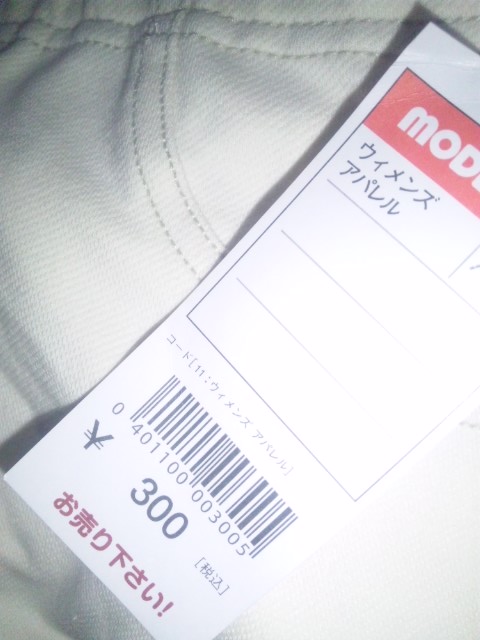 MODE
ウィメンズ
アパレル
コード[11:ウィメンズ アパレル]
0 401100 003005
¥ 300
[税込]
お売り下さい!